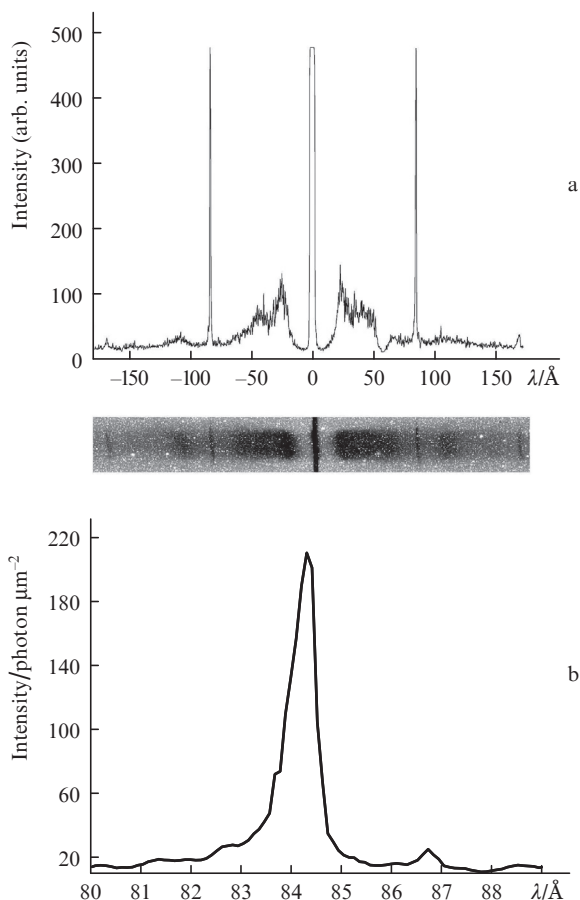 500
400
300
200
100
0
Intensity (arb. units)
−150 −100 −50 0 50 100 150 λ/Å
a
220
180
140
100
60
20
Intensity/photon μm⁻²
80 81 82 83 84 85 86 87 88 λ/Å
b